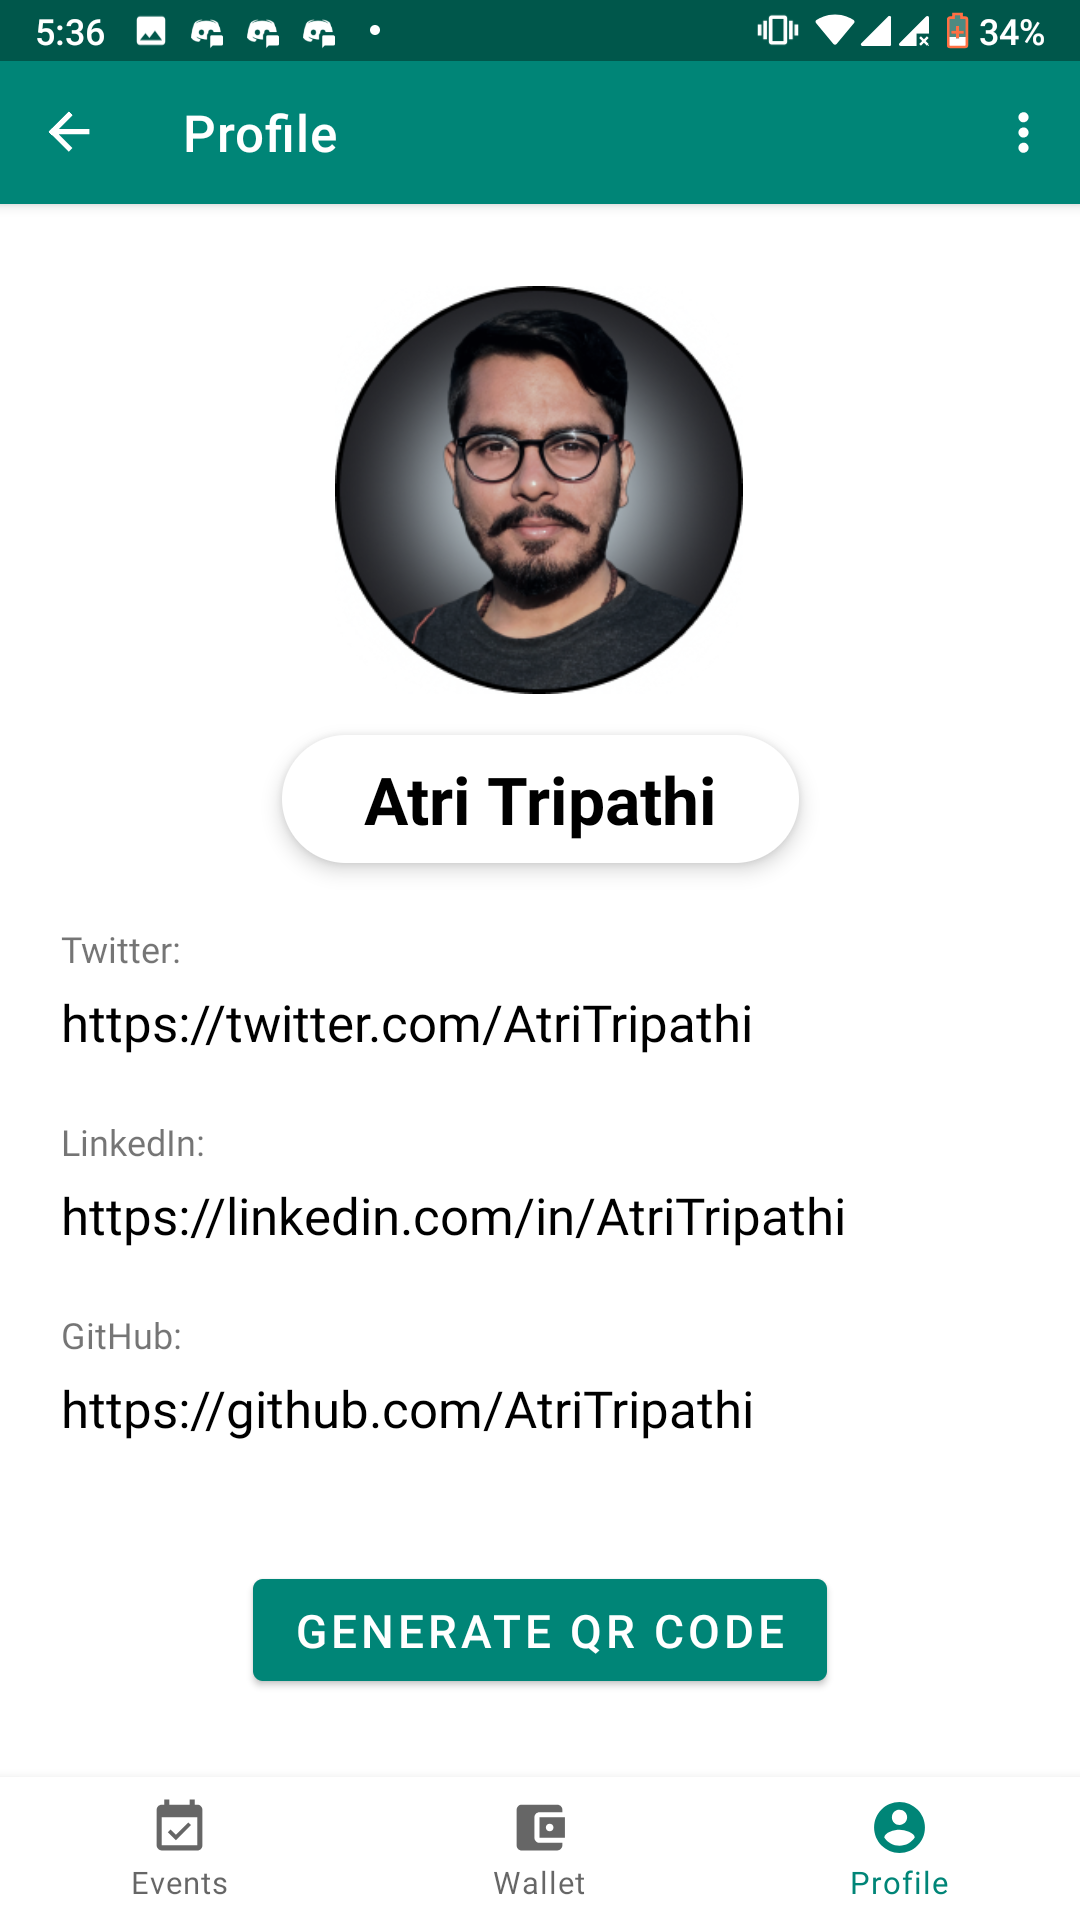 5:36 34%
Profile
Atri Tripathi
Twitter:
https://twitter.com/AtriTripathi
LinkedIn:
https://linkedin.com/in/AtriTripathi
GitHub:
https://github.com/AtriTripathi
GENERATE QR CODE
Events Wallet Profile